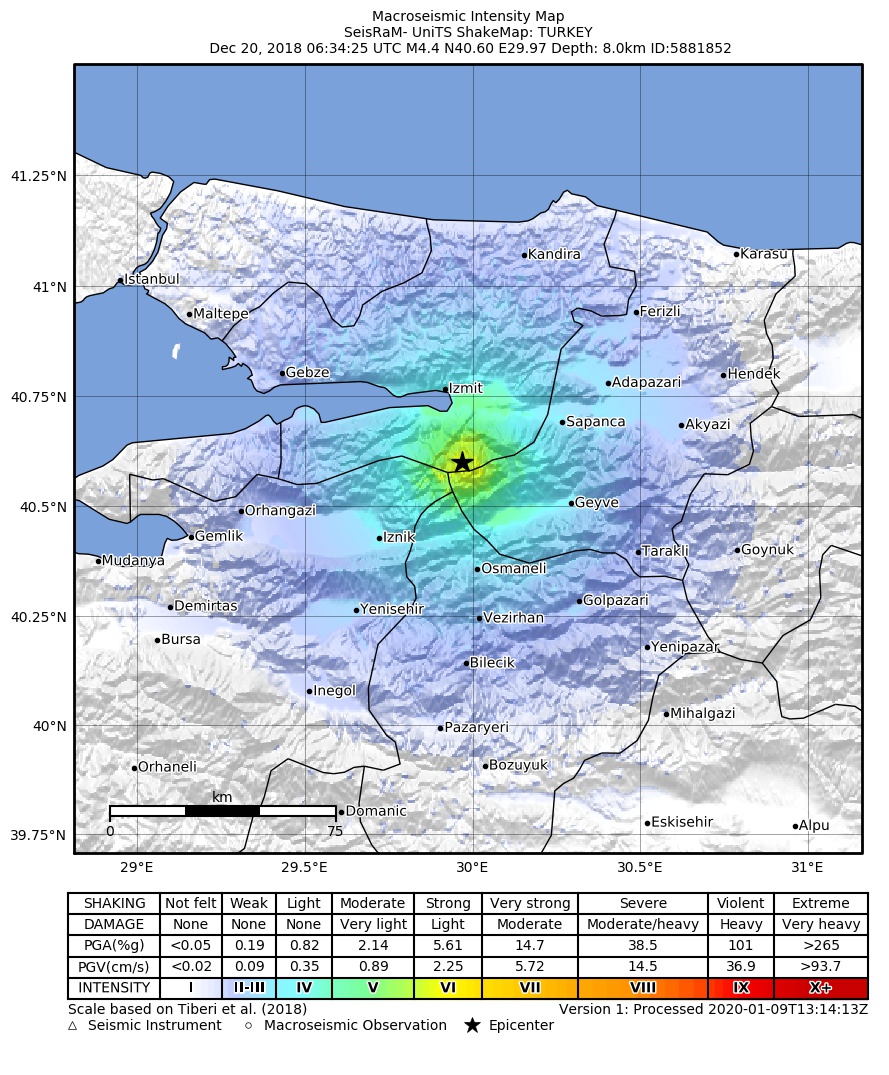 Macroseismic Intensity Map
SeisRaM- UniTS ShakeMap: TURKEY
Dec 20, 2018 06:34:25 UTC M4.4 N40.60 E29.97 Depth: 8.0km ID:5881852
41.25°N
Kandira
Karasu
Istanbul
41°N
Maltepe
Ferizli
Gebze
Hendek
Adapazari
Izmit
40.75°N
Sapanca
Akyazi
Geyve
40.5°N
Orhangazi
Gemlik
Iznik
Tarakli
Goynuk
Mudanya
Osmaneli
Golpazari
Demirtas
Yenisehir
40.25°N
Vezirhan
Bursa
Yenipazar
Bilecik
Inegol
Mihalgazi
40°N
Pazaryeri
Orhaneli
Bozuyuk
km
Domanic
0 75
Eskisehir
Alpu
39.75°N
29°E 29.5°E 30°E 30.5°E 31°E
SHAKING Not felt Weak Light Moderate Strong Very strong Severe Violent Extreme
DAMAGE None None None Very light Light Moderate Moderate/heavy Heavy Very heavy
PGA(%g) <0.05 0.19 0.82 2.14 5.61 14.7 38.5 101 >265
PGV(cm/s) <0.02 0.09 0.35 0.89 2.25 5.72 14.5 36.9 >93.7
INTENSITY I II-III IV V VI VII VIII IX X+
Scale based on Tiberi et al. (2018) Version 1: Processed 2020-01-09T13:14:13Z
Seismic Instrument Macroseismic Observation Epicenter